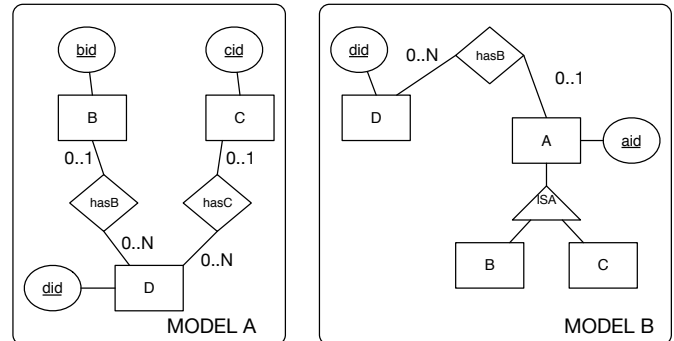 bid
cid
B
C
0..1
0..1
hasB
hasC
0..N
0..N
did
D
MODEL A
did
0..N
hasB
0..1
D
A
aid
ISA
B
C
MODEL B